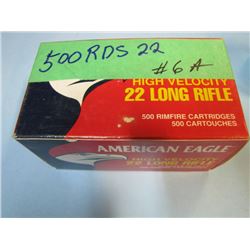 500 RDS 22
#6A
HIGH VELOCITY
22 LONG RIFLE
500 RIMFIRE CARTRIDGES
500 CARTOUCHES
AMERICAN EAGLE
HIGH VELOCITY
22 LONG RIFLE